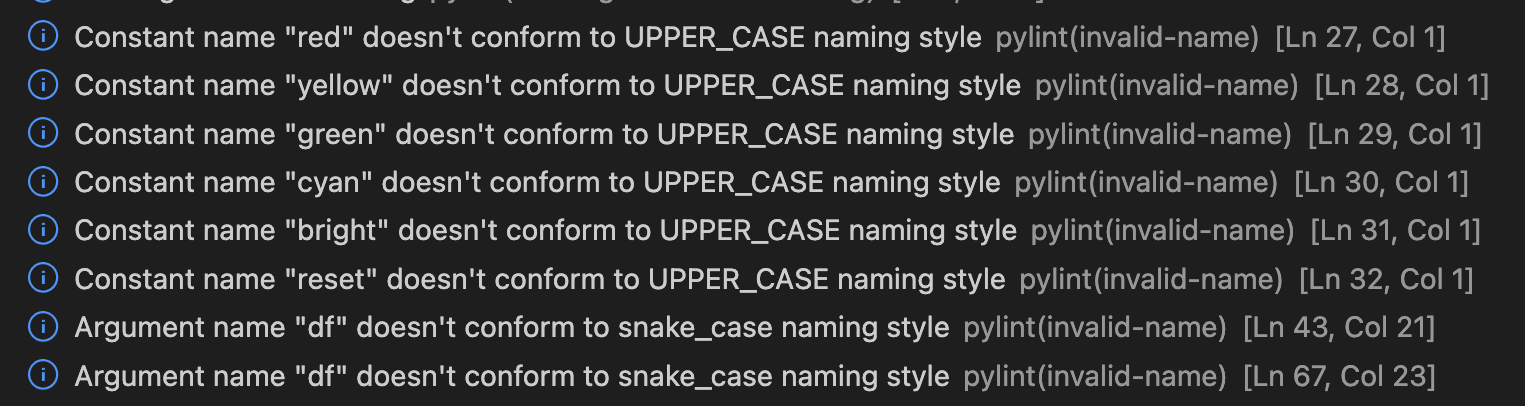 Constant name "red" doesn't conform to UPPER_CASE naming style pylint(invalid-name) [Ln 27, Col 1]
Constant name "yellow" doesn't conform to UPPER_CASE naming style pylint(invalid-name) [Ln 28, Col 1]
Constant name "green" doesn't conform to UPPER_CASE naming style pylint(invalid-name) [Ln 29, Col 1]
Constant name "cyan" doesn't conform to UPPER_CASE naming style pylint(invalid-name) [Ln 30, Col 1]
Constant name "bright" doesn't conform to UPPER_CASE naming style pylint(invalid-name) [Ln 31, Col 1]
Constant name "reset" doesn't conform to UPPER_CASE naming style pylint(invalid-name) [Ln 32, Col 1]
Argument name "df" doesn't conform to snake_case naming style pylint(invalid-name) [Ln 43, Col 21]
Argument name "df" doesn't conform to snake_case naming style pylint(invalid-name) [Ln 67, Col 23]